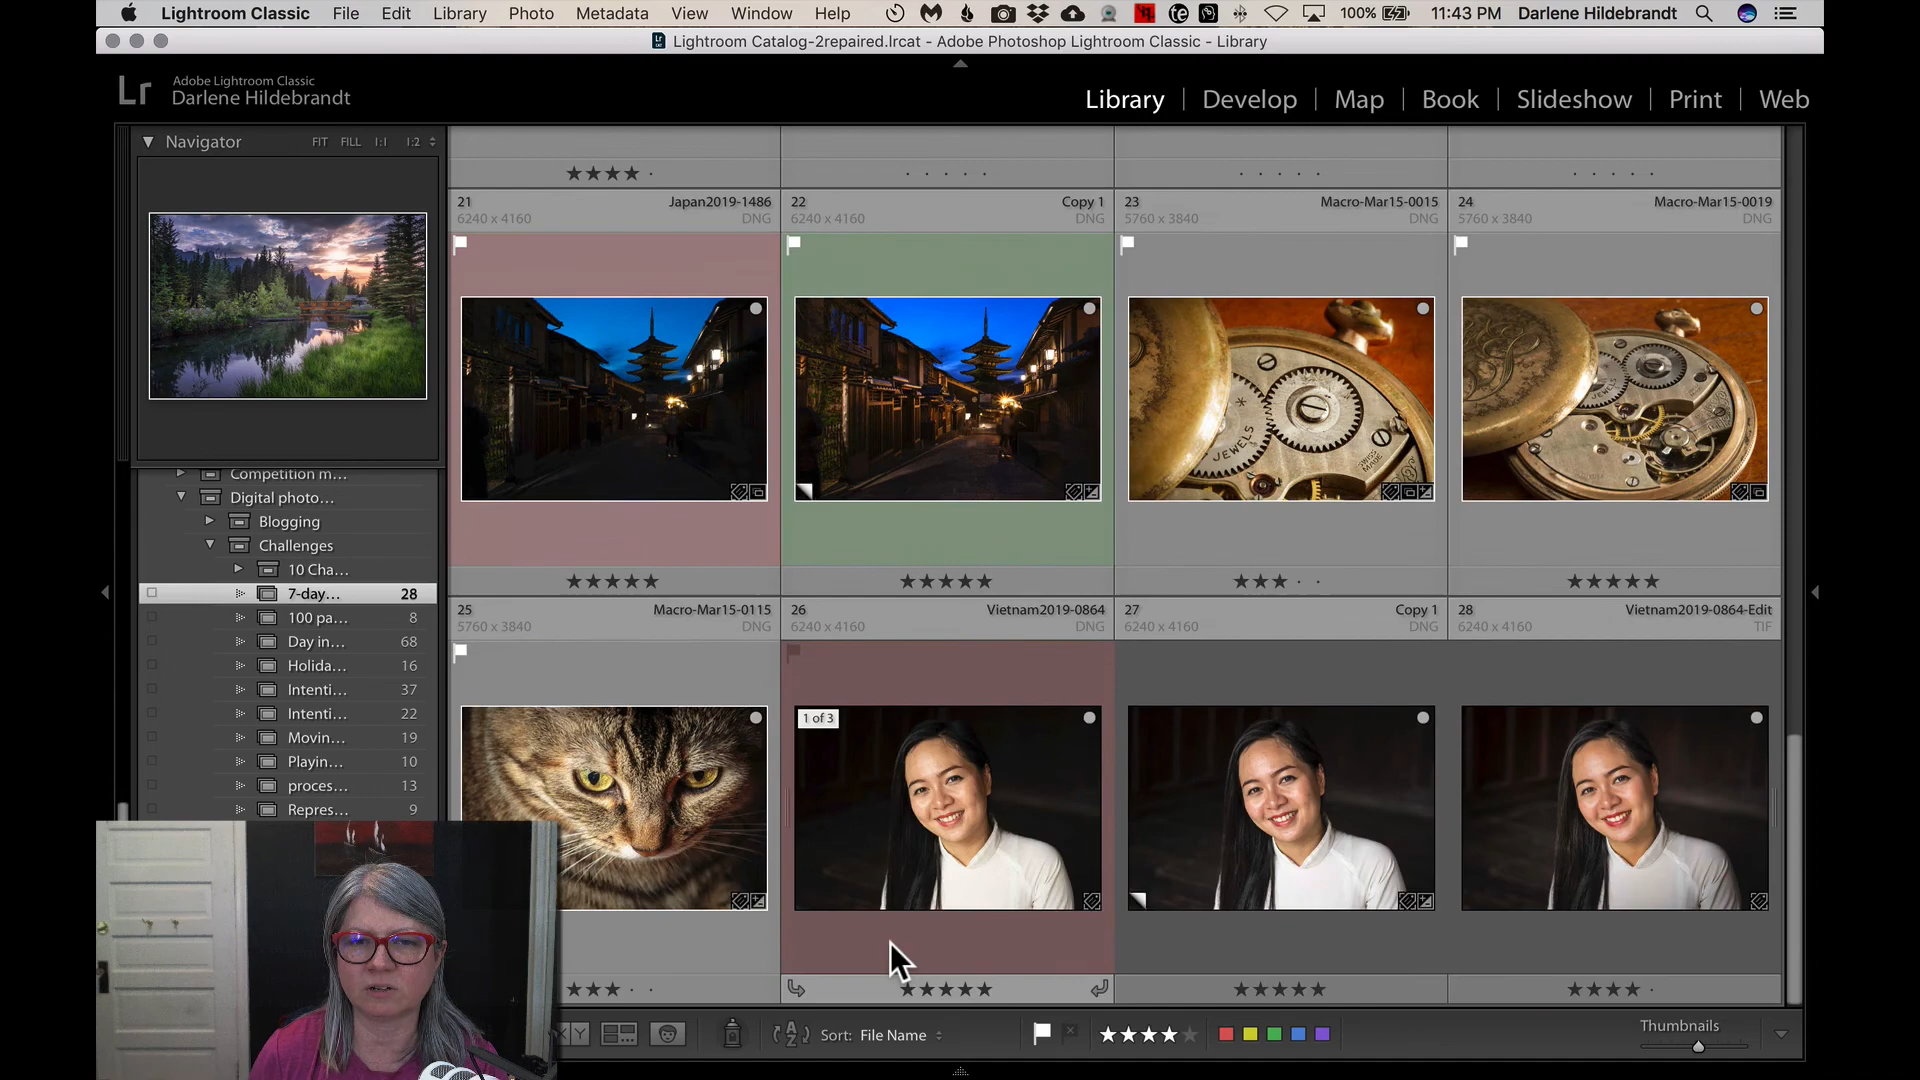 Lightroom Classic File Edit Library Photo Metadata View Window Help te 100% 11:43 PM Darlene Hildebrandt
Lr Lightroom Catalog-2repaired.lrcat - Adobe Photoshop Lightroom Classic - Library
Lr Adobe Lightroom Classic
Darlene Hildebrandt
Library | Develop | Map | Book | Slideshow | Print | Web
Navigator FIT FILL 1:1 1:2
21 Japan2019-1486
6240 x 4160 DNG
22 Copy 1
6240 x 4160 DNG
23 Macro-Mar15-0015
5760 x 3840 DNG
24 Macro-Mar15-0019
5760 x 3840 DNG
JEWELS
SWISS MADE
Competition m...
Digital photo...
Blogging
Challenges
10 Cha...
7-day... 28
100 pa... 8
Day in... 68
Holida... 16
Intenti... 37
Intenti... 22
Movin... 19
Playin... 10
proces... 13
Repres... 9
25 Macro-Mar15-0115
5760 x 3840 DNG
26 Vietnam2019-0864
6240 x 4160 DNG
27 Copy 1
6240 x 4160 DNG
28 Vietnam2019-0864-Edit
6240 x 4160 TIF
1 of 3
XY Sort: File Name Thumbnails